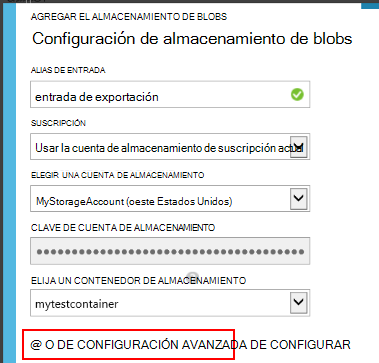 AGREGAR EL ALMACENAMIENTO DE BLOBS
Configuración de almacenamiento de blobs
ALIAS DE ENTRADA
entrada de exportación
SUSCRIPCIÓN
Usar la cuenta de almacenamiento de suscripción actual
ELEGIR UNA CUENTA DE ALMACENAMIENTO
MyStorageAccount (oeste Estados Unidos)
CLAVE DE CUENTA DE ALMACENAMIENTO
ELIJA UN CONTENEDOR DE ALMACENAMIENTO
mytestcontainer
@ O DE CONFIGURACIÓN AVANZADA DE CONFIGURAR